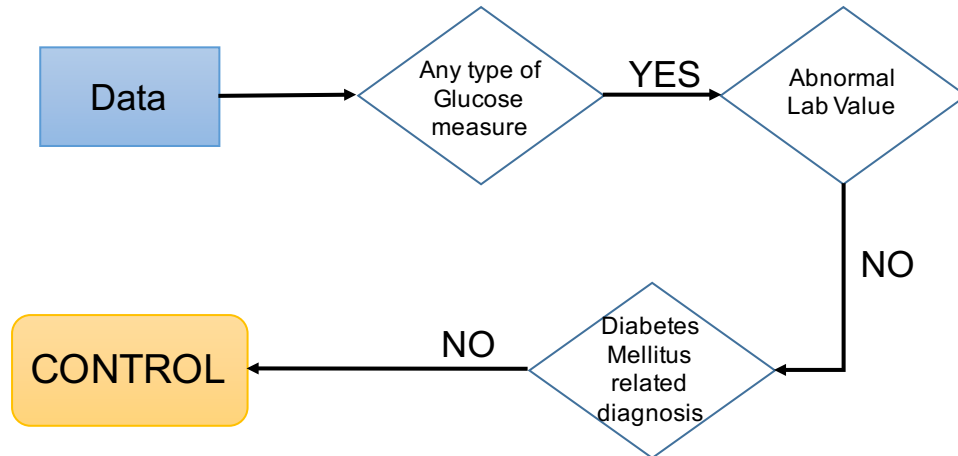 Data
Any type of
Glucose
measure
YES
Abnormal
Lab Value
NO
Diabetes
Mellitus
related
diagnosis
NO
CONTROL